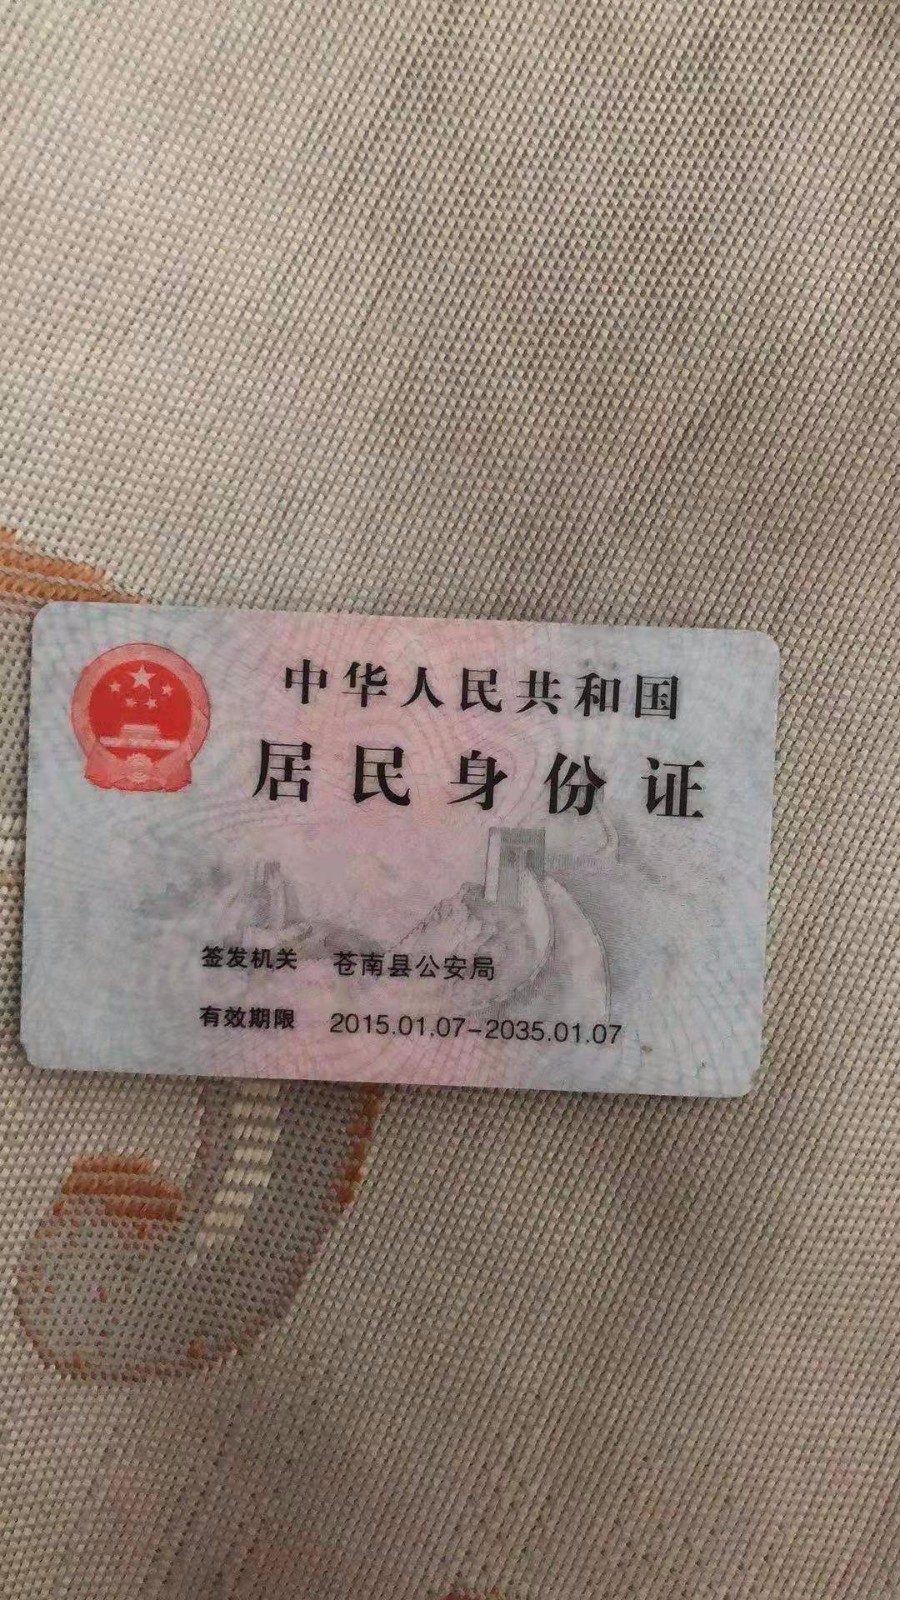 中华人民共和国
居民身份证
签发机关 苍南县公安局
有效期限 2015.01.07-2035.01.07